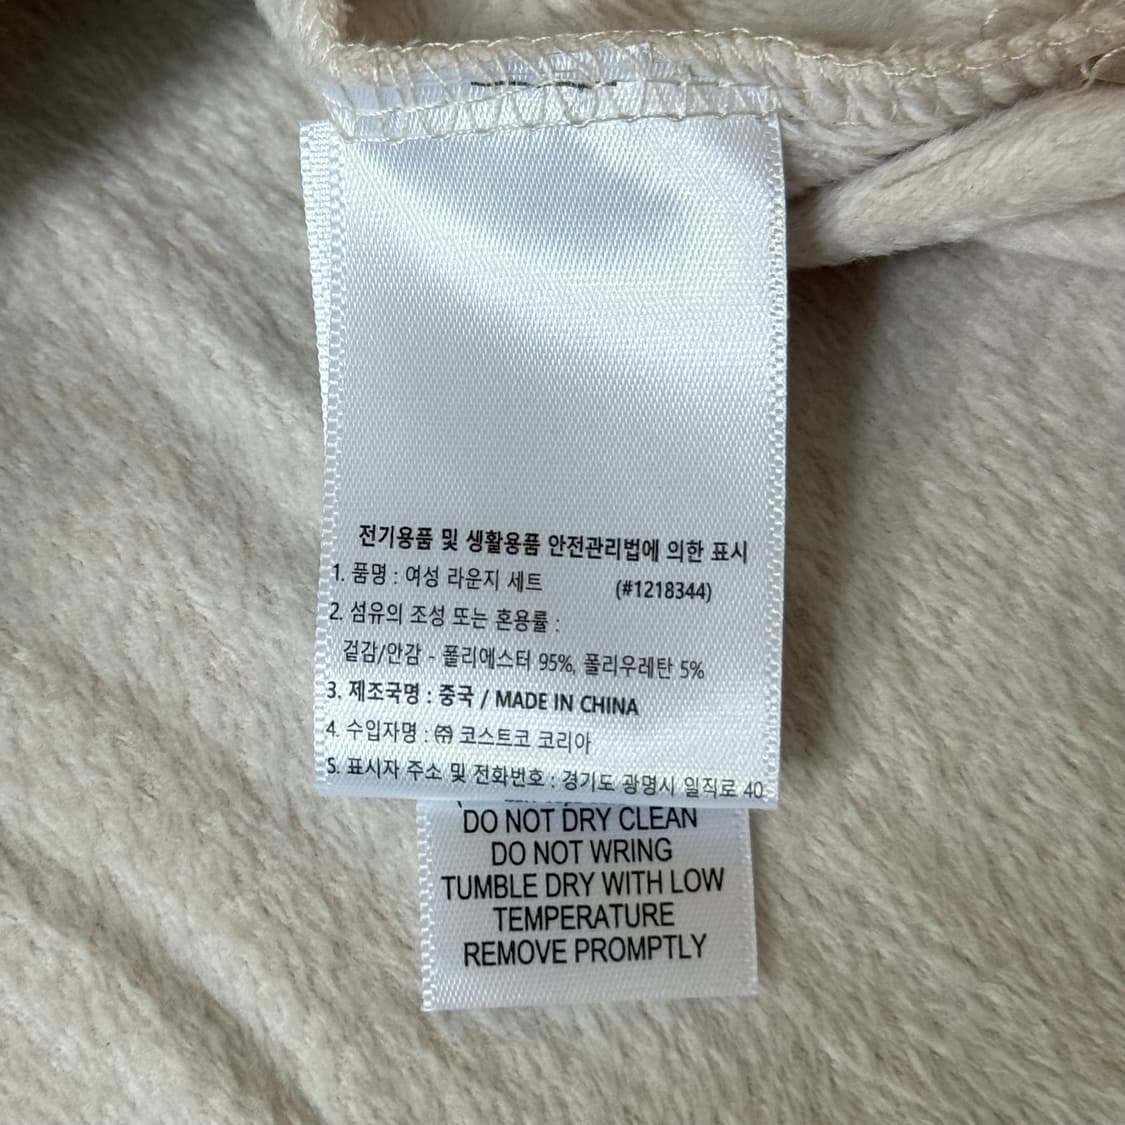 전기용품 및 생활용품 안전관리법에 의한 표시
1. 품명 : 여성 라운지 세트 (#1218344)
2. 섬유의 조성 또는 혼용률 :
겉감/안감 - 폴리에스터 95%, 폴리우레탄 5%
3. 제조국명 : 중국 / MADE IN CHINA
4. 수입자명 : ㈜ 코스트코 코리아
5. 표시자 주소 및 전화번호 : 경기도 광명시 일직로 40
DO NOT DRY CLEAN
DO NOT WRING
TUMBLE DRY WITH LOW
TEMPERATURE
REMOVE PROMPTLY